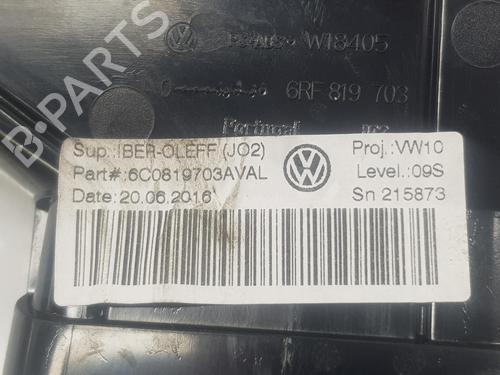 W18405
6RF 819 703
Portugal
Sup.:IBER-OLEFF (JO2)
Proj.:VW10
Part#:6C0819703AVAL
Level.:09S
Date: 20.06.2016
Sn 215873
B-PARTS